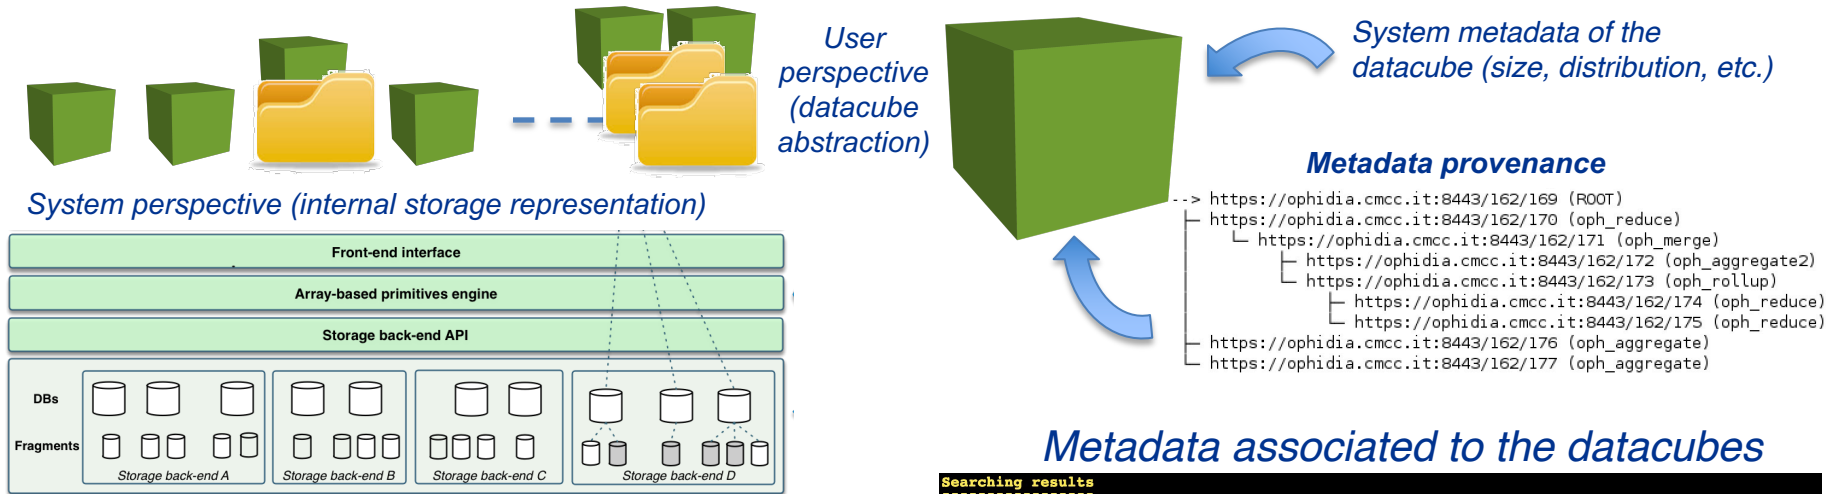 User
perspective
(datacube
abstraction)
System perspective (internal storage representation)
Front-end interface
Array-based primitives engine
Storage back-end API
DBs
Fragments
Storage back-end A
Storage back-end B
Storage back-end C
Storage back-end D
System metadata of the
datacube (size, distribution, etc.)
Metadata provenance
--> https://ophidia.cmcc.it:8443/162/169 (ROOT)
https://ophidia.cmcc.it:8443/162/170 (oph_reduce)
https://ophidia.cmcc.it:8443/162/171 (oph_merge)
https://ophidia.cmcc.it:8443/162/172 (oph_aggregate2)
https://ophidia.cmcc.it:8443/162/173 (oph_rollup)
https://ophidia.cmcc.it:8443/162/174 (oph_reduce)
https://ophidia.cmcc.it:8443/162/175 (oph_reduce)
https://ophidia.cmcc.it:8443/162/176 (oph_aggregate)
https://ophidia.cmcc.it:8443/162/177 (oph_aggregate)
Metadata associated to the datacubes
Searching results